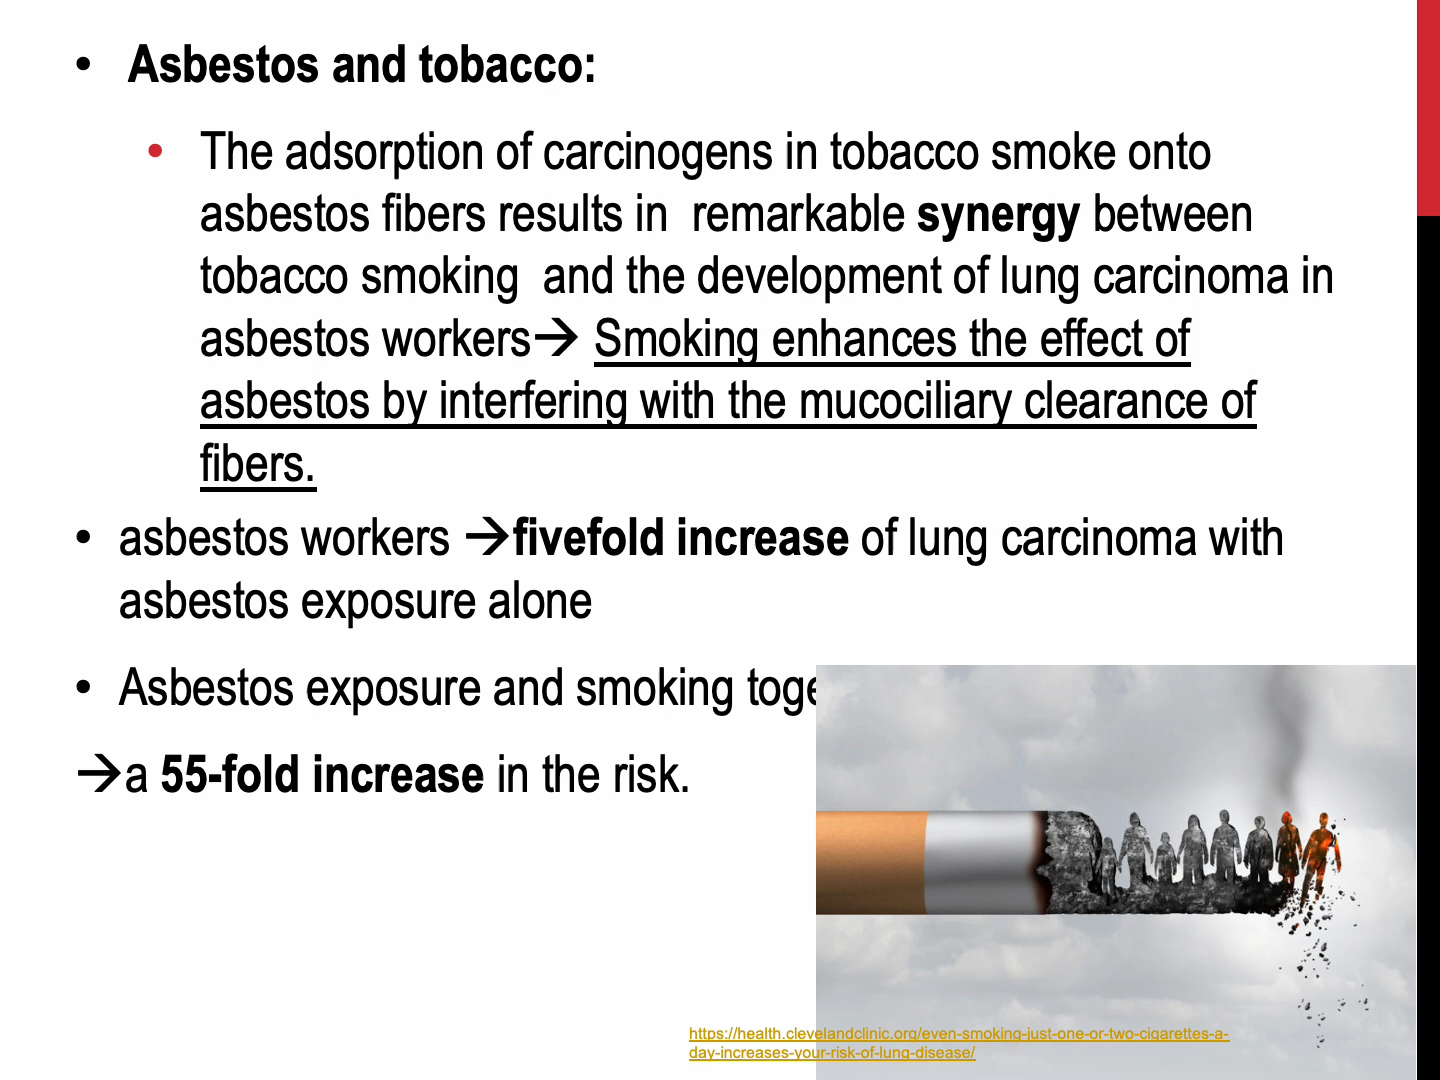 • Asbestos and tobacco:
• The adsorption of carcinogens in tobacco smoke onto
asbestos fibers results in remarkable synergy between
tobacco smoking and the development of lung carcinoma in
asbestos workers→ Smoking enhances the effect of
asbestos by interfering with the mucociliary clearance of
fibers.
• asbestos workers →fivefold increase of lung carcinoma with
asbestos exposure alone
• Asbestos exposure and smoking
→a 55-fold increase in the risk.
https://health.clevelandclinic.org/even-smoking-just-one-or-two-cigarettes-a-
day-increases-your-risk-of-lung-disease/